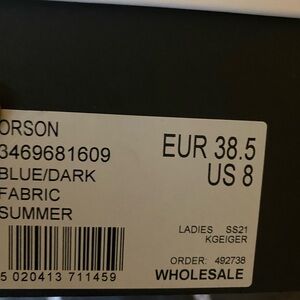 ORSON
3469681609
BLUE/DARK
FABRIC
SUMMER
EUR 38.5
US 8
LADIES SS21
KGEIGER
ORDER: 492738
WHOLESALE
5 020413 711459